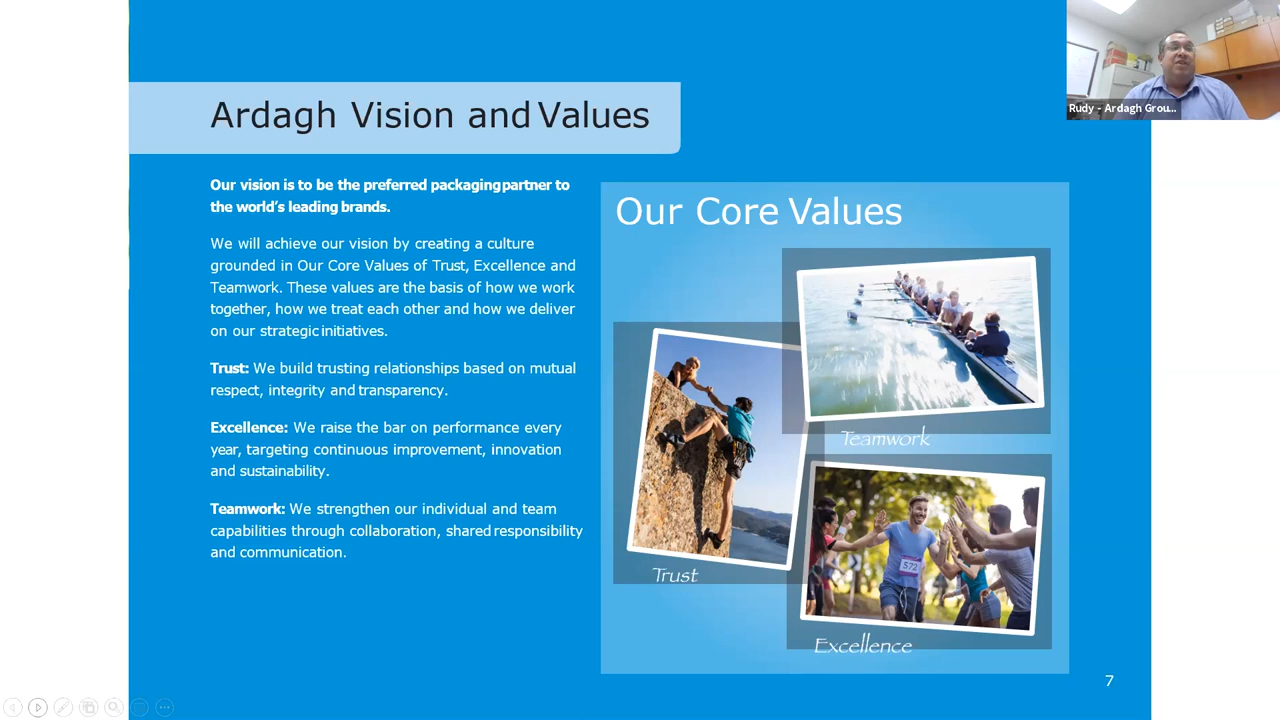 Ardagh Vision and Values
Our vision is to be the preferred packaging partner to
the world's leading brands.
We will achieve our vision by creating a culture
grounded in Our Core Values of Trust, Excellence and
Teamwork. These values are the basis of how we work
together, how we treat each other and how we deliver
on our strategic initiatives.
Trust: We build trusting relationships based on mutual
respect, integrity and transparency.
Excellence: We raise the bar on performance every
year, targeting continuous improvement, innovation
and sustainability.
Teamwork: We strengthen our individual and team
capabilities through collaboration, shared responsibility
and communication.
Our Core Values
Teamwork
Trust
572
Excellence
7
Rudy - Ardagh Grou...